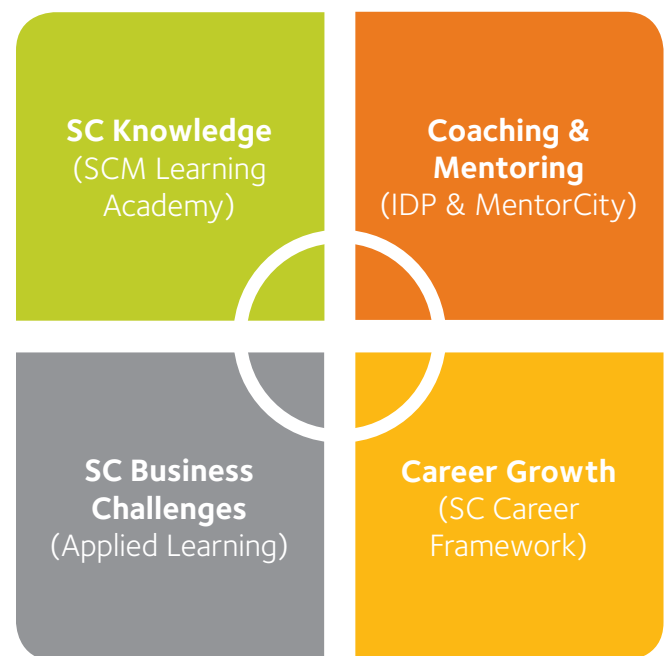 SC Knowledge
(SCM Learning
Academy)
Coaching &
Mentoring
(IDP & MentorCity)
SC Business
Challenges
(Applied Learning)
Career Growth
(SC Career
Framework)